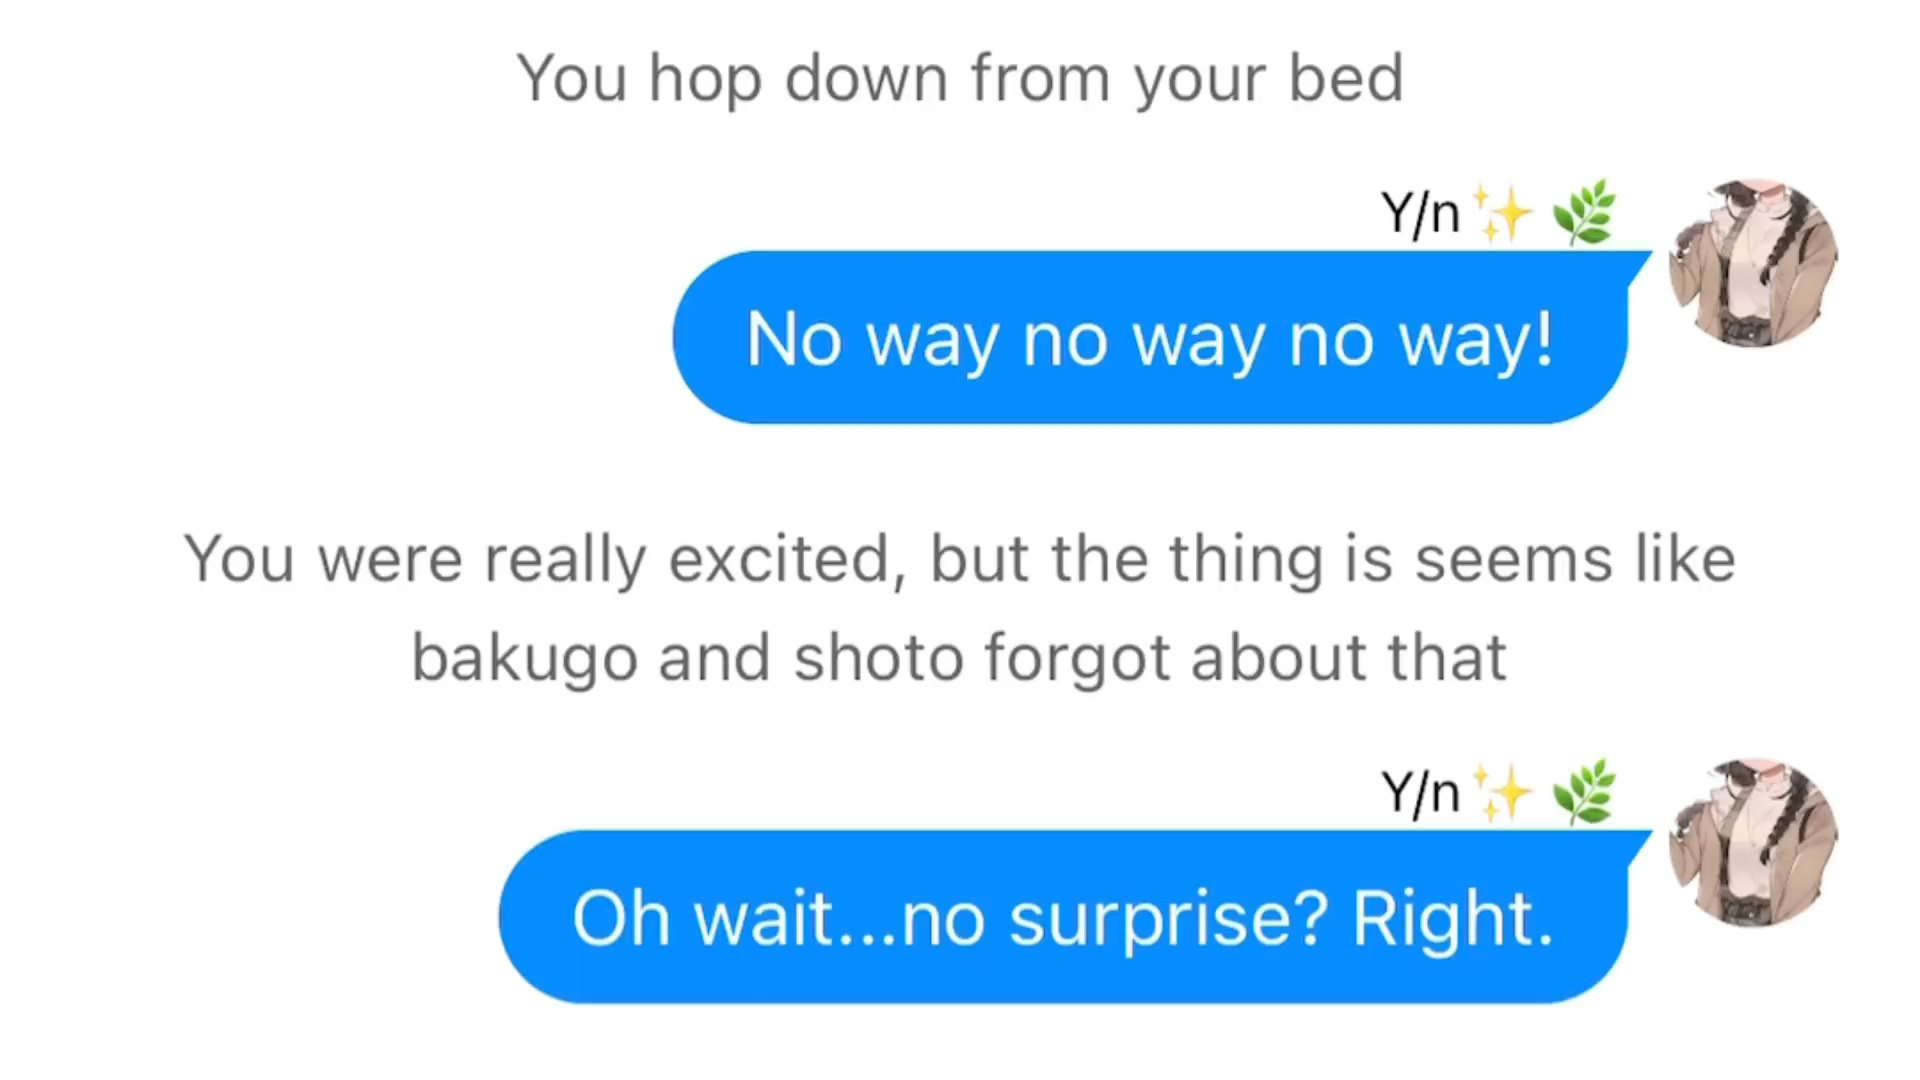 You hop down from your bed
Y/n✨ 🌿
No way no way no way!
You were really excited, but the thing is seems like
bakugo and shoto forgot about that
Y/n✨ 🌿
Oh wait...no surprise? Right.